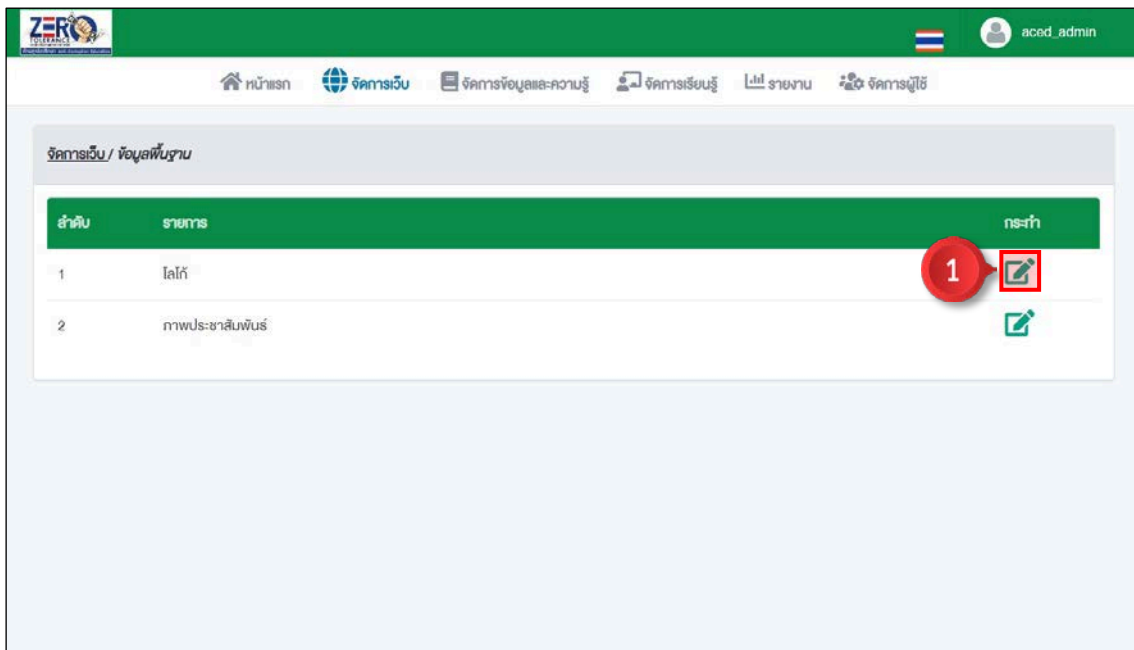 ZERO
TOLERANCE
aced_admin
หน้าแรก จัดการเว็บ จัดการข้อมูลและความรู้ จัดการเรียนรู้ รายงาน จัดการผู้ใช้
จัดการเว็บ / ข้อมูลพื้นฐาน
ลำดับ รายการ กระทำ
1 โลโก้ 1
2 ภาพประชาสัมพันธ์